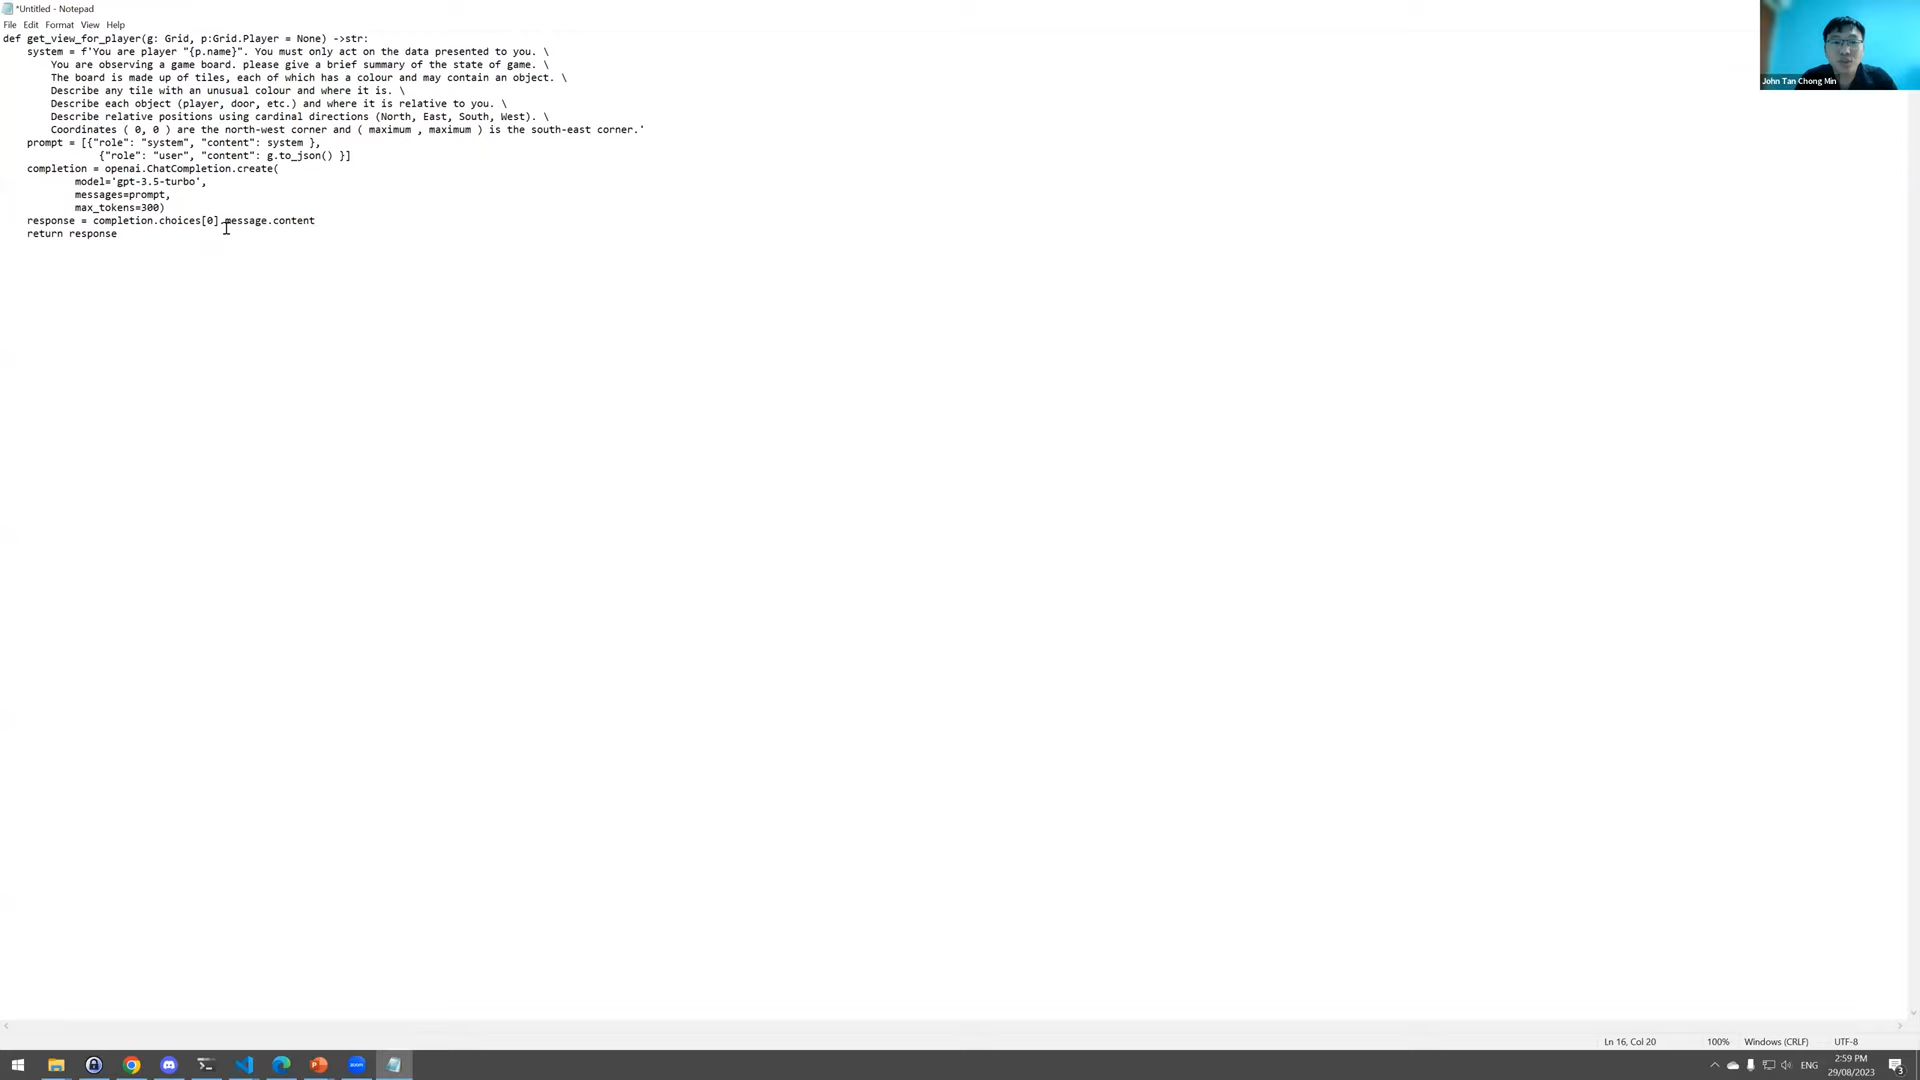 *Untitled - Notepad
File Edit Format View Help
def get_view_for_player(g: Grid, p:Grid.Player = None) ->str:
    system = f'You are player "{p.name}". You must only act on the data presented to you. \
        You are observing a game board. please give a brief summary of the state of game. \
        The board is made up of tiles, each of which has a colour and may contain an object. \
        Describe any tile with an unusual colour and where it is. \
        Describe each object (player, door, etc.) and where it is relative to you. \
        Describe relative positions using cardinal directions (North, East, South, West). \
        Coordinates ( 0, 0 ) are the north-west corner and ( maximum , maximum ) is the south-east corner.'
    prompt = [{"role": "system", "content": system },
                {"role": "user", "content": g.to_json() }]
    completion = openai.ChatCompletion.create(
            model='gpt-3.5-turbo',
            messages=prompt,
            max_tokens=300)
    response = completion.choices[0].message.content
    return response
John Tan Chong Min
Ln 16, Col 20 100% Windows (CRLF) UTF-8
zoom
ENG
2:59 PM
29/08/2023
3